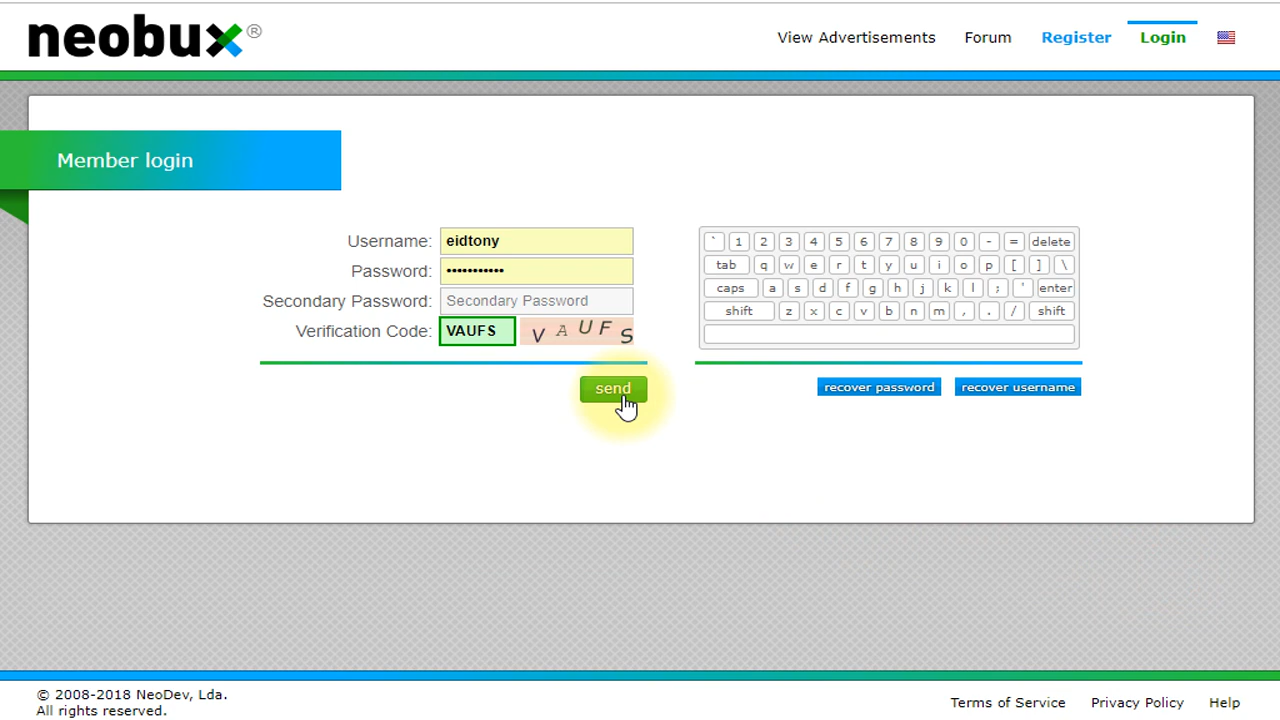 neobux®
View Advertisements Forum Register Login
Member login
Username: eidtony
Password: •••••••••••
Secondary Password: Secondary Password
Verification Code: VAUFS V A U F S
` 1 2 3 4 5 6 7 8 9 0 - = delete
tab q w e r t y u i o p [ ] \
caps a s d f g h j k l ; ' enter
shift z x c v b n m , . / shift
send
recover password recover username
© 2008-2018 NeoDev, Lda.
All rights reserved.
Terms of Service Privacy Policy Help